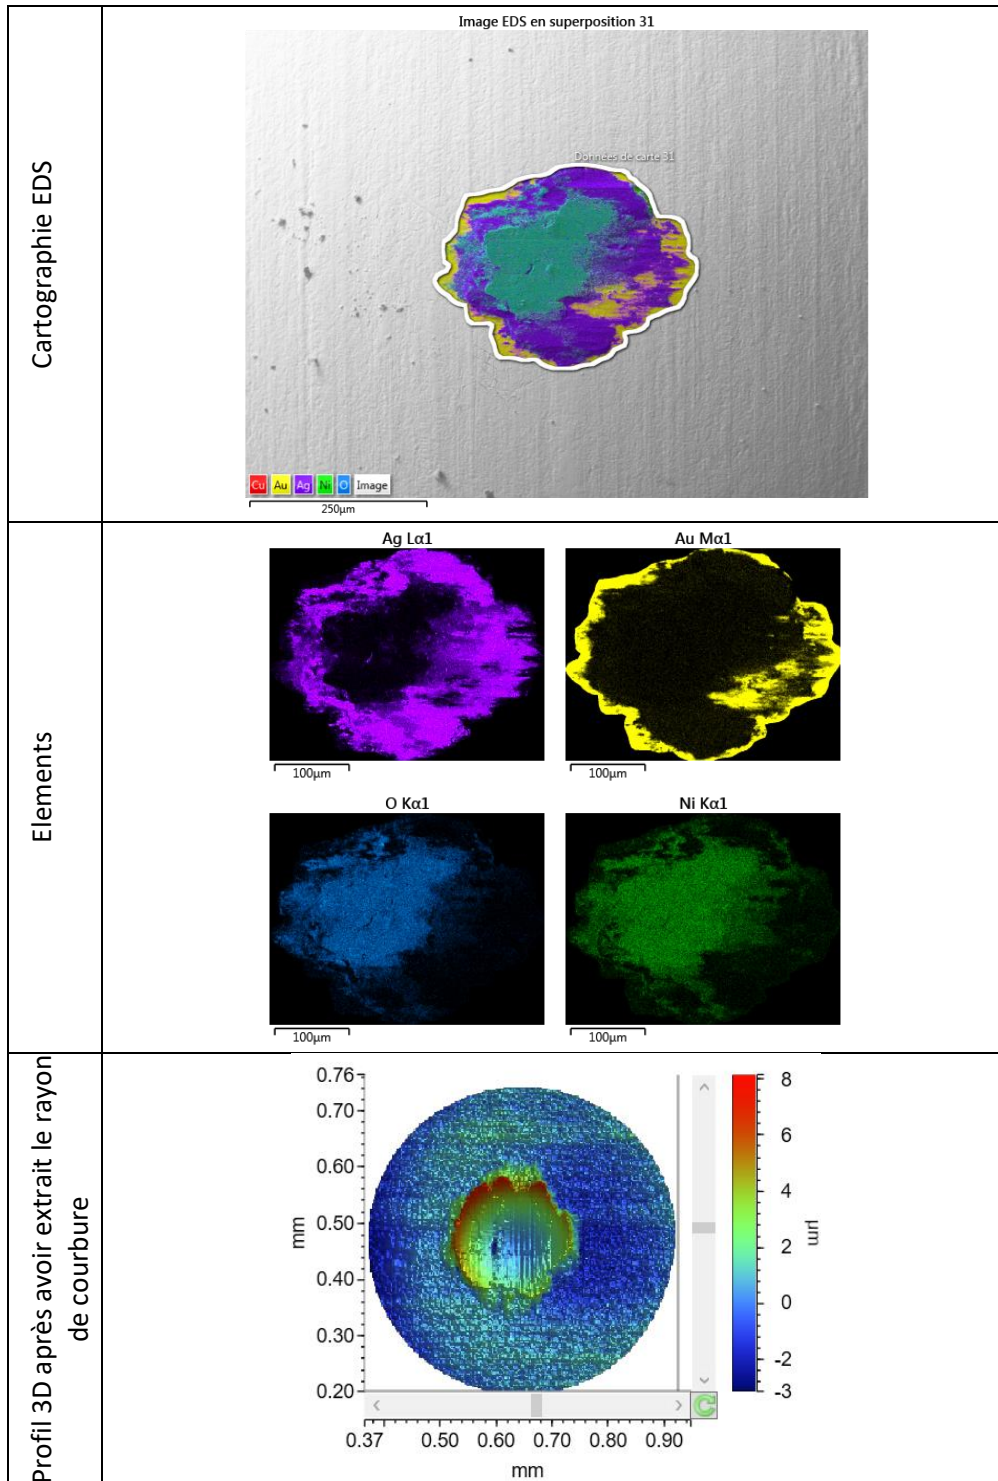 Cartographie EDS
Image EDS en superposition 31
Données de carte 31
Cu Au Ag Ni O Image
250µm
Elements
Ag Lα1
Au Mα1
100µm
100µm
O Kα1
Ni Kα1
100µm
100µm
Profil 3D après avoir extrait le rayon
de courbure
0.76
0.70
0.60
0.50
0.40
0.30
0.20
mm
0.37 0.50 0.60 0.70 0.80 0.90
mm
8
6
4
2
0
-2
-3
µm